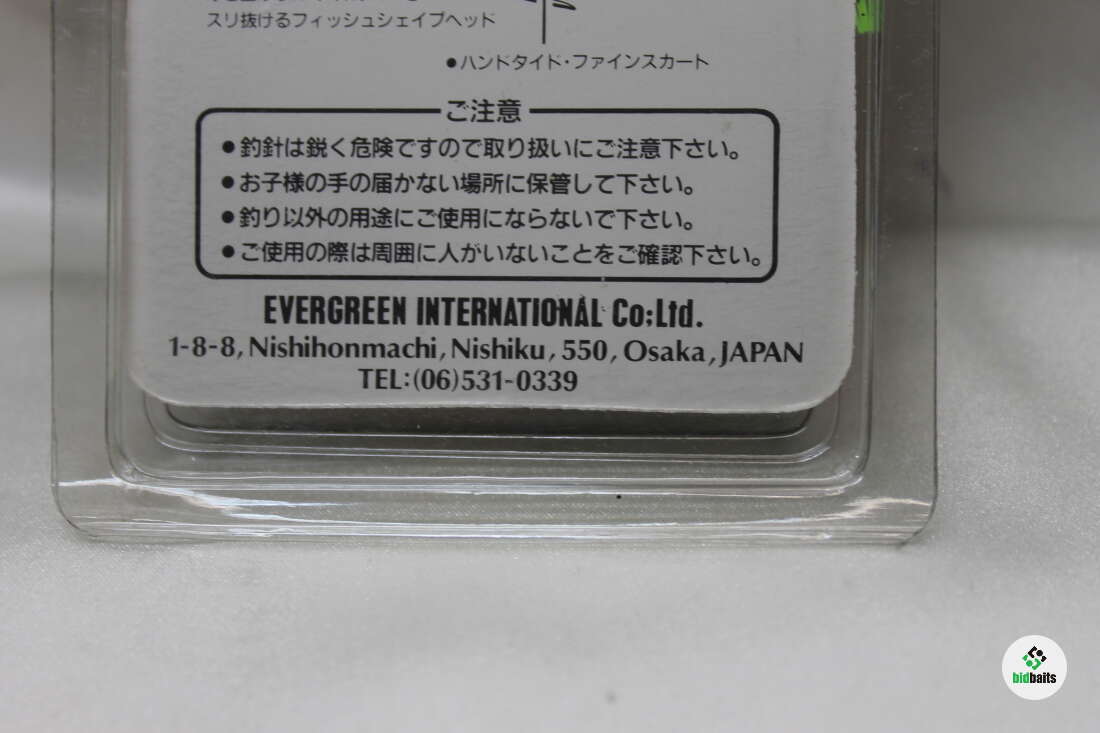 スリ抜けるフィッシュシェイプヘッド
●ハンドタイド・ファインスカート
ご注意
●釣針は鋭く危険ですので取り扱いにご注意下さい。
●お子様の手の届かない場所に保管して下さい。
●釣り以外の用途にご使用にならないで下さい。
●ご使用の際は周囲に人がいないことをご確認下さい。
EVERGREEN INTERNATIONAL Co;Ltd.
1-8-8, Nishihonmachi, Nishiku, 550, Osaka, JAPAN
TEL:(06)531-0339
bidbaits